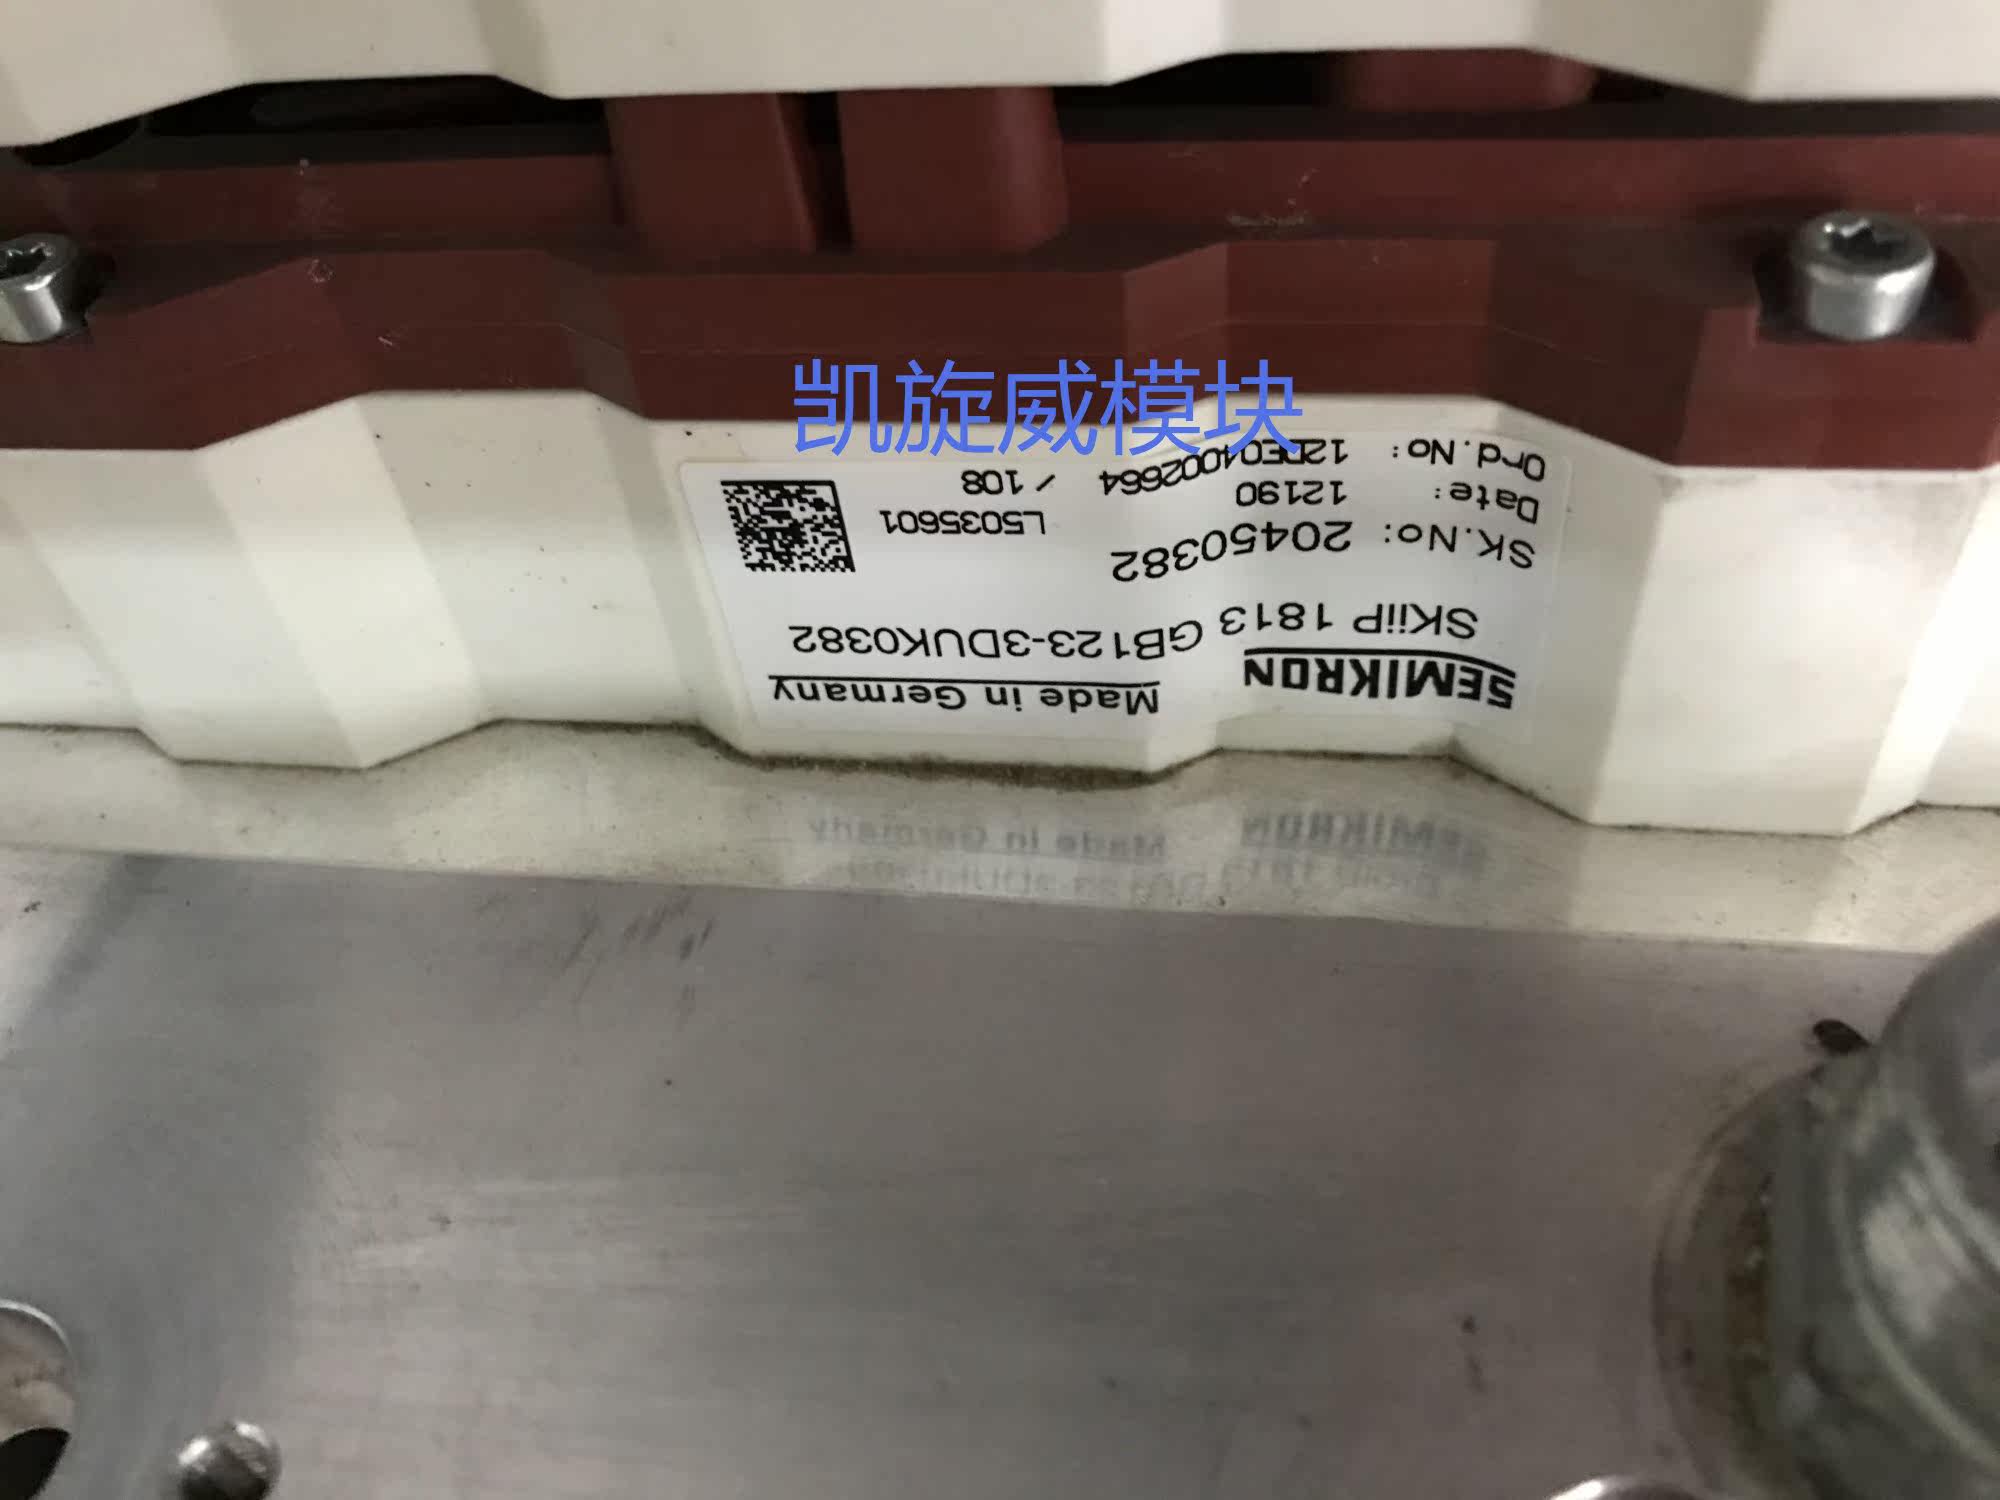 凯旋威模块
SEMIKRON Made in Germany
SKiiP 1813 GB123-3DUK0382
SK.No: 20450382
Date: 12190 L5035601
Ord.No: 12DE04002664 / 108